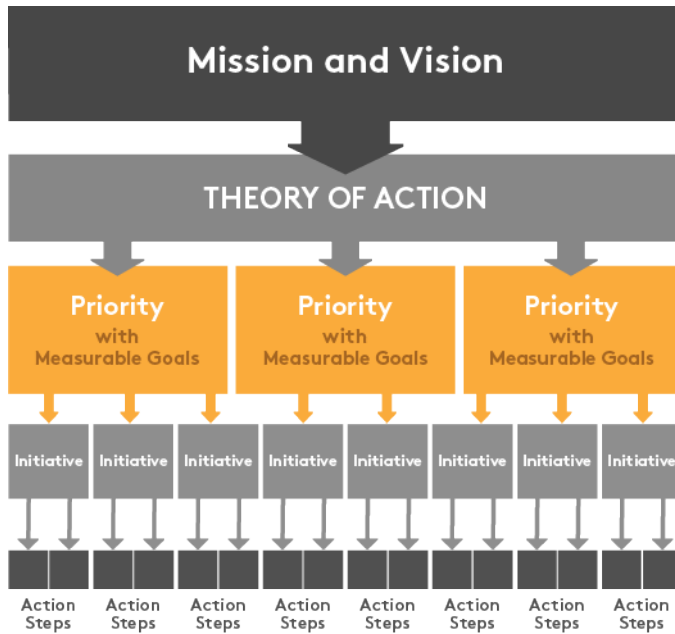 Mission and Vision
THEORY OF ACTION
Priority
with
Measurable Goals
Priority
with
Measurable Goals
Priority
with
Measurable Goals
Initiative
Initiative
Initiative
Initiative
Initiative
Initiative
Initiative
Initiative
Action
Steps
Action
Steps
Action
Steps
Action
Steps
Action
Steps
Action
Steps
Action
Steps
Action
Steps